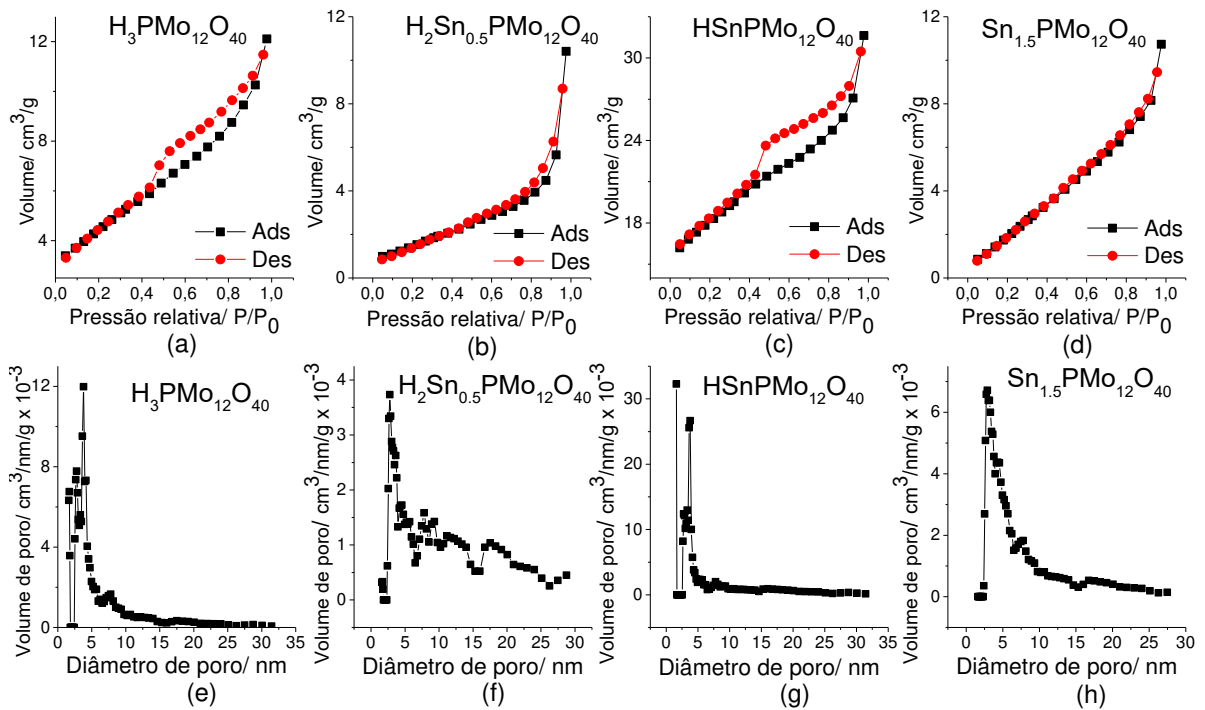 H₃PMo₁₂O₄₀
12
8
4
Volume/ cm³/g
Ads
Des
0,0 0,2 0,4 0,6 0,8 1,0
Pressão relativa/ P/P₀
(a)
H₂Sn₀.₅PMo₁₂O₄₀
12
8
4
0
Volume/ cm³/g
Ads
Des
0,0 0,2 0,4 0,6 0,8 1,0
Pressão relativa/ P/P₀
(b)
HSnPMo₁₂O₄₀
30
24
18
Volume/ cm³/g
Ads
Des
0,0 0,2 0,4 0,6 0,8 1,0
Pressão relativa/ P/P₀
(c)
Sn₁.₅PMo₁₂O₄₀
12
8
4
0
Volume/ cm³/g
Ads
Des
0,0 0,2 0,4 0,6 0,8 1,0
Pressão relativa/ P/P₀
(d)
H₃PMo₁₂O₄₀
12
8
4
0
Volume de poro/ cm³/nm/g x 10⁻³
0 5 10 15 20 25 30 35
Diâmetro de poro/ nm
(e)
H₂Sn₀.₅PMo₁₂O₄₀
4
3
2
1
0
Volume de poro/ cm³/nm/g x 10⁻³
0 5 10 15 20 25 30
Diâmetro de poro/ nm
(f)
HSnPMo₁₂O₄₀
30
20
10
0
Volume de poro/ cm³/nm/g x 10⁻³
0 5 10 15 20 25 30
Diâmetro de poro/ nm
(g)
Sn₁.₅PMo₁₂O₄₀
6
4
2
0
Volume de poro/ cm³/nm/g x 10⁻³
0 5 10 15 20 25 30
Diâmetro de poro/ nm
(h)